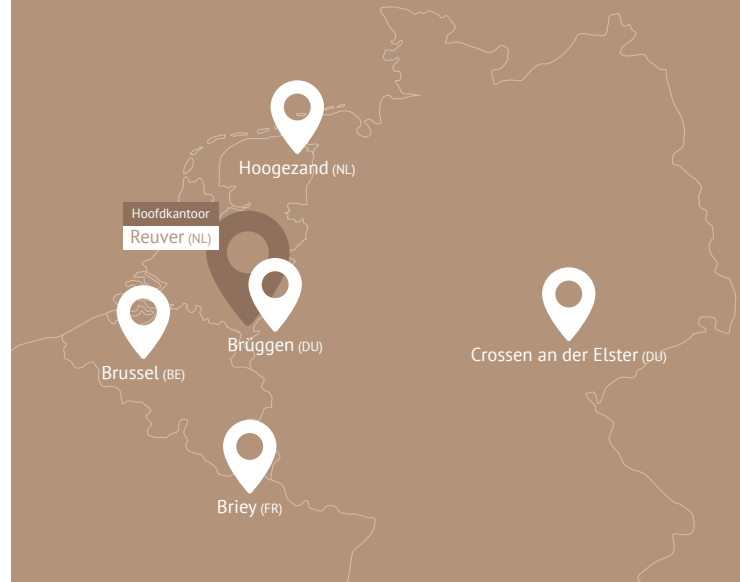 Hoogezand (NL)
Hoofdkantoor
Reuver (NL)
Brüggen (DU)
Crossen an der Elster (DU)
Brussel (BE)
Briey (FR)